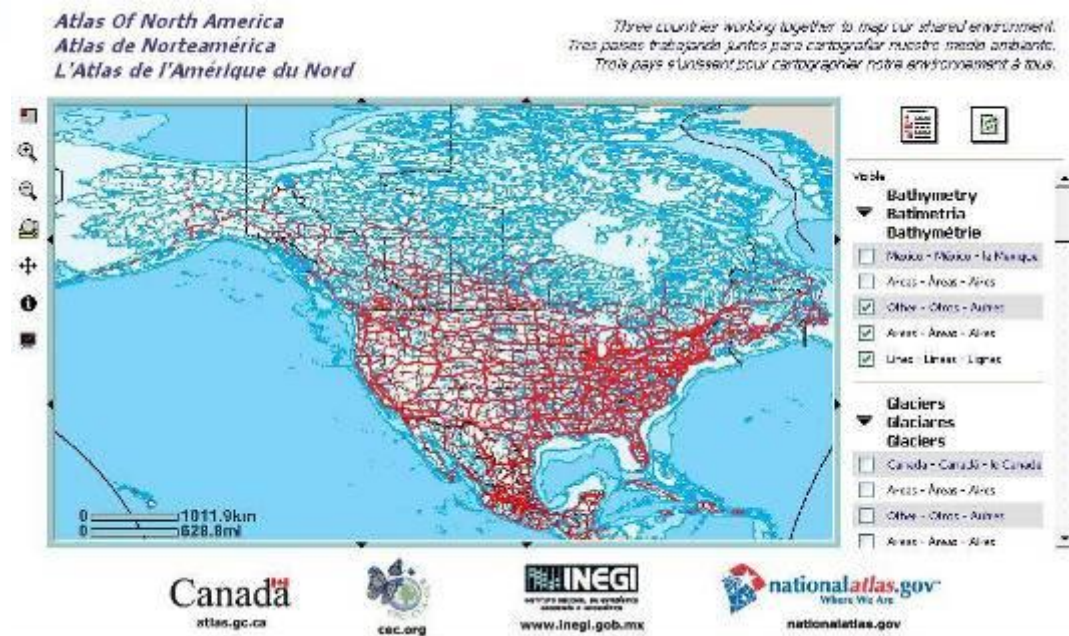 Atlas Of North America
Atlas de Norteamérica
L'Atlas de l'Amérique du Nord
Three countries working together to map our shared environment.
Tres países trabajando juntos para cartografiar nuestro medio ambiente.
Trois pays s'unissent pour cartographier notre environnement à tous.
Visible
Bathymetry
Batimetria
Bathymétrie
Mexico - México - le Mexique
Areas - Áreas - Aires
Other - Otros - Autres
Areas - Áreas - Aires
Lines - Líneas - Lignes
Glaciers
Glaciares
Glaciers
Canada - Canadá - le Canada
Areas - Áreas - Aires
Other - Otros - Autres
Areas - Áreas - Aires
0 1011.9km
0 628.8mi
Canada
atlas.gc.ca
cec.org
INEGI
www.inegi.gob.mx
nationalatlas.gov
Where We Are
nationalatlas.gov